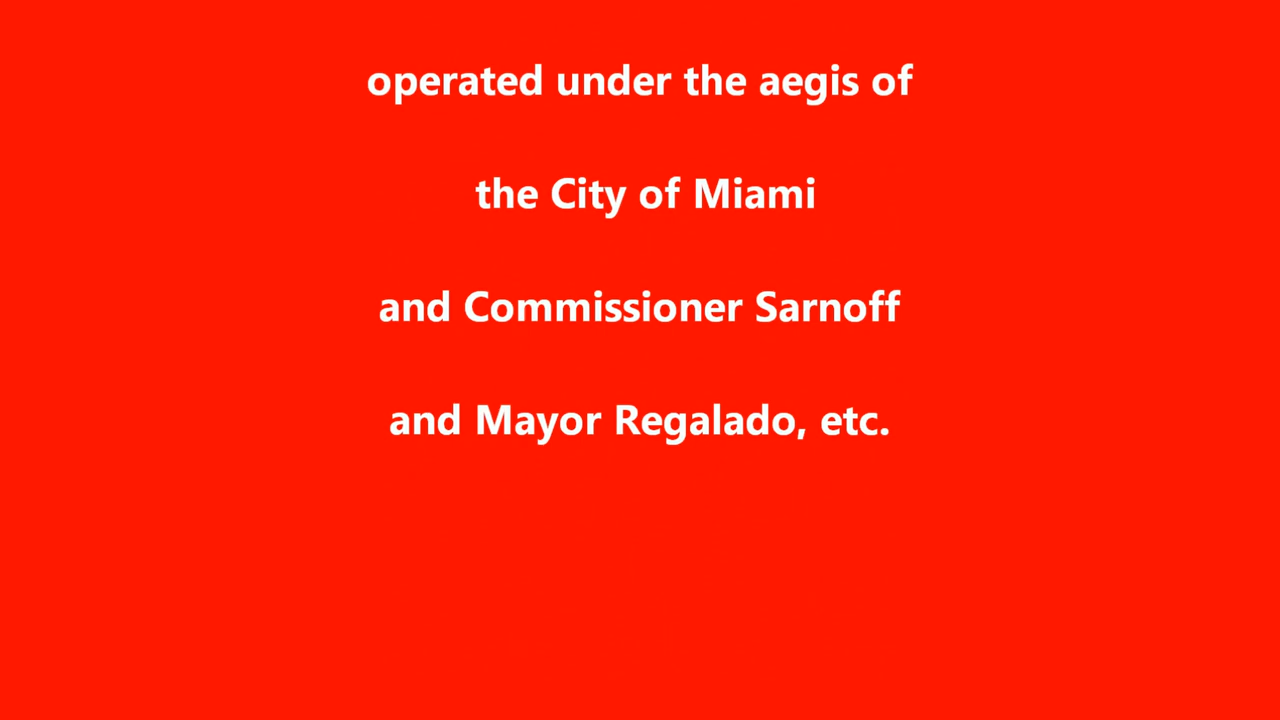 operated under the aegis of
the City of Miami
and Commissioner Sarnoff
and Mayor Regalado, etc.